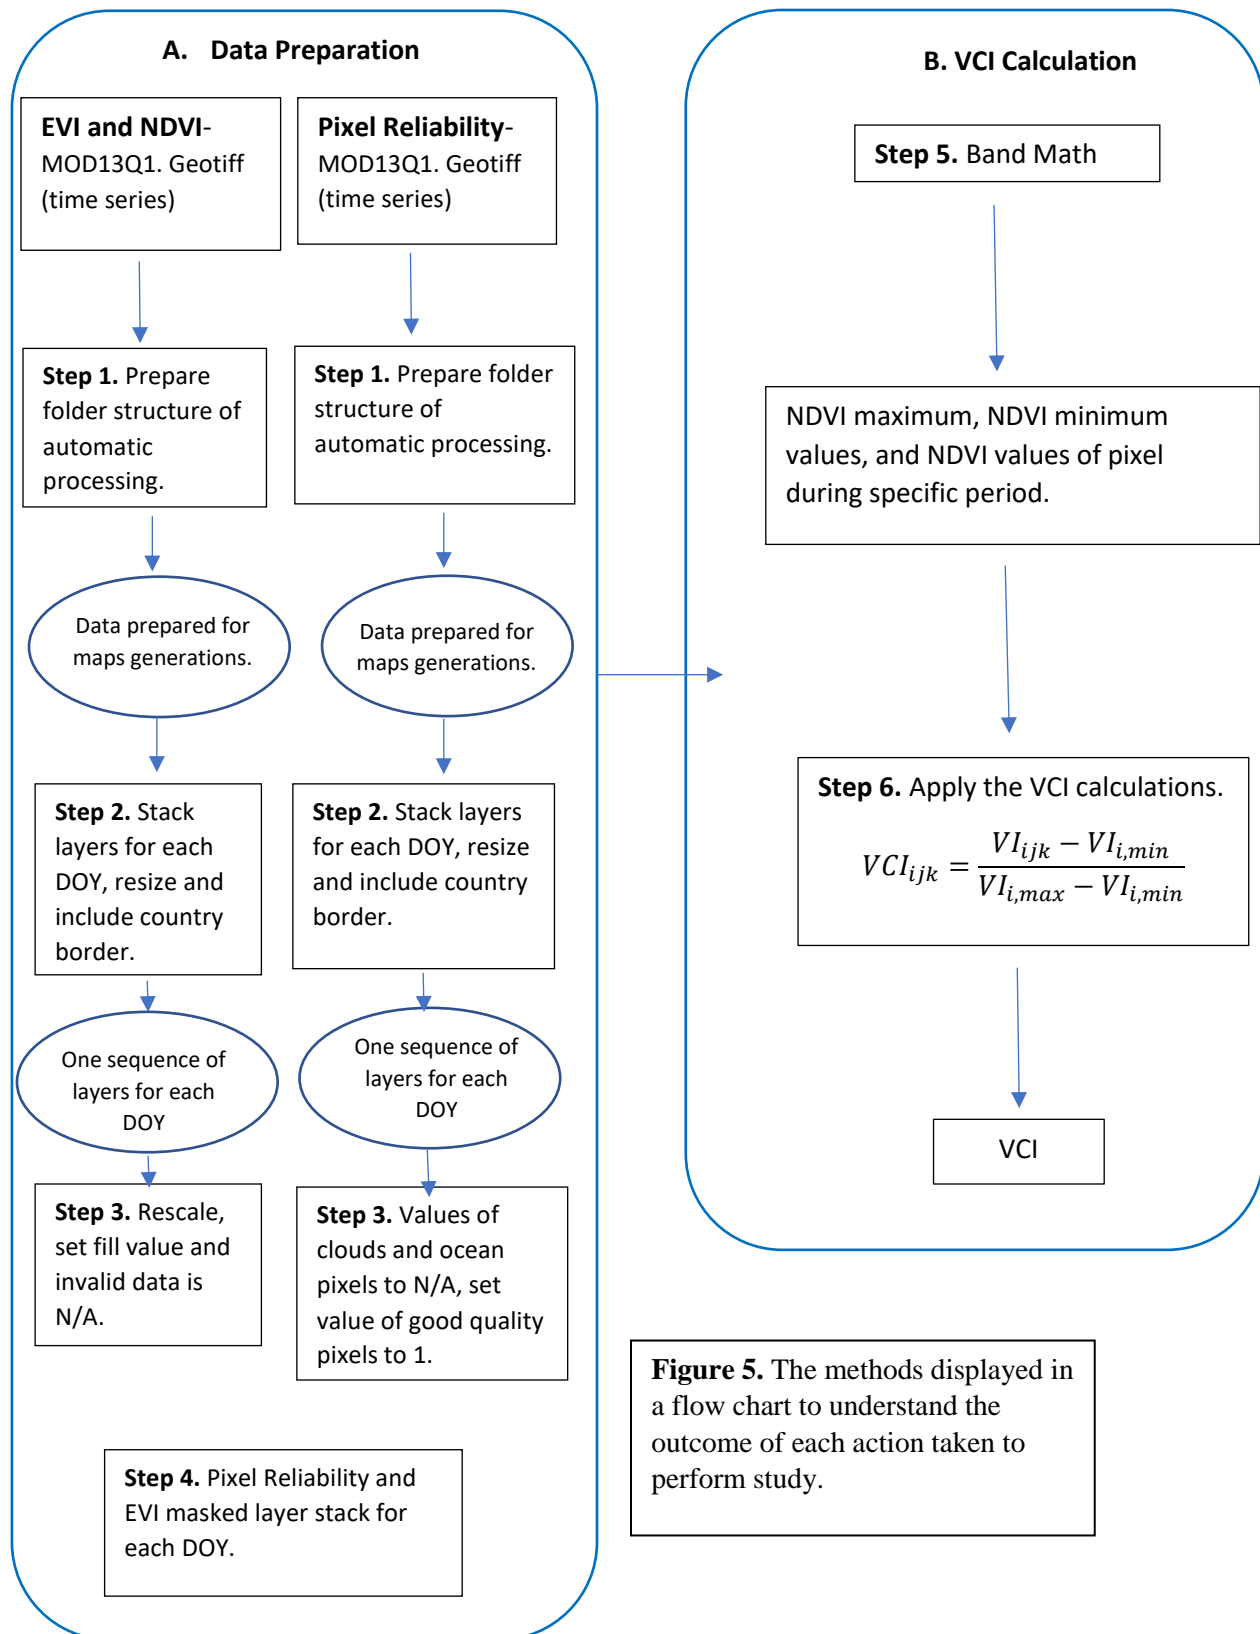 A. Data Preparation
EVI and NDVI-
MOD13Q1. Geotiff
(time series)
Pixel Reliability-
MOD13Q1. Geotiff
(time series)
Step 1. Prepare
folder structure of
automatic
processing.
Step 1. Prepare folder
structure of
automatic processing.
Data prepared for
maps generations.
Data prepared for
maps generations.
Step 2. Stack
layers for each
DOY, resize and
include country
border.
Step 2. Stack layers
for each DOY, resize
and include country
border.
One sequence of
layers for each
DOY
One sequence of
layers for each
DOY
Step 3. Rescale,
set fill value and
invalid data is
N/A.
Step 3. Values of
clouds and ocean
pixels to N/A, set
value of good quality
pixels to 1.
Step 4. Pixel Reliability and
EVI masked layer stack for
each DOY.
B. VCI Calculation
Step 5. Band Math
NDVI maximum, NDVI minimum
values, and NDVI values of pixel
during specific period.
Step 6. Apply the VCI calculations.
VCI_{ijk} = \frac{VI_{ijk} - VI_{i,min}}{VI_{i,max} - VI_{i,min}}
VCI
Figure 5. The methods displayed in
a flow chart to understand the
outcome of each action taken to
perform study.